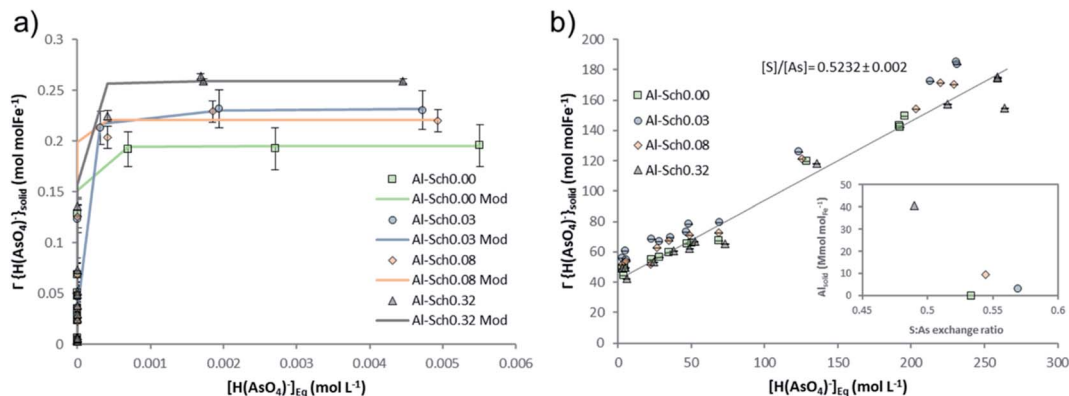 a)
Γ {H(AsO₄)⁻}solid (mol molFe⁻¹)
0.3
0.25
0.2
0.15
0.1
0.05
0
0 0.001 0.002 0.003 0.004 0.005 0.006
[H(AsO₄)⁻]Eq (mol L⁻¹)
Al-Sch0.00
Al-Sch0.00 Mod
Al-Sch0.03
Al-Sch0.03 Mod
Al-Sch0.08
Al-Sch0.08 Mod
Al-Sch0.32
Al-Sch0.32 Mod
b)
Γ {H(AsO₄)⁻}solid (mol molFe⁻¹)
200
180
160
140
120
100
80
60
40
20
0
0 50 100 150 200 250 300
[H(AsO₄)⁻]Eq (mol L⁻¹)
[S]/[As]= 0.5232 ± 0.002
Al-Sch0.00
Al-Sch0.03
Al-Sch0.08
Al-Sch0.32
Alsolid (Mmol molFe⁻¹)
50
40
30
20
10
0
0.45 0.5 0.55 0.6
S:As exchange ratio